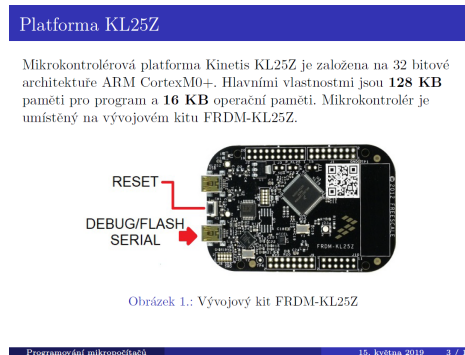 Platforma KL25Z
Mikrokontrolérová platforma Kinetis KL25Z je založena na 32 bitové
architektuře ARM CortexM0+. Hlavními vlastnostmi jsou 128 KB
paměti pro program a 16 KB operační paměti. Mikrokontrolér je
umístěný na vývojovém kitu FRDM-KL25Z.
RESET
DEBUG/FLASH
SERIAL
FRDM-KL25Z
Obrázek 1.: Vývojový kit FRDM-KL25Z
Programování mikropočítačů
15. května 2019
3 /